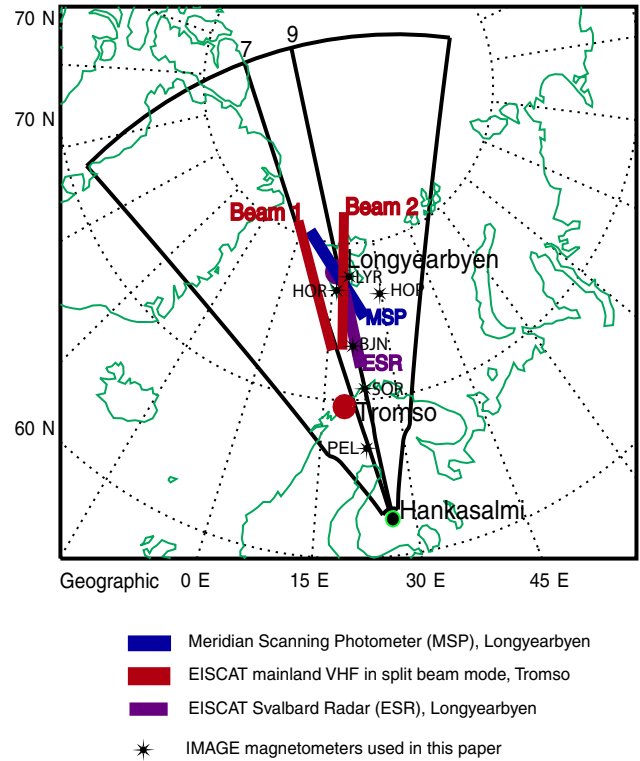 70 N
9
7
70 N
Beam 1
Beam 2
Longyearbyen
LYR
HOR
HOP
MSP
BJN
ESR
SOR
Tromso
60 N
PEL
Hankasalmi
Geographic 0 E 15 E 30 E 45 E
Meridian Scanning Photometer (MSP), Longyearbyen
EISCAT mainland VHF in split beam mode, Tromso
EISCAT Svalbard Radar (ESR), Longyearbyen
IMAGE magnetometers used in this paper